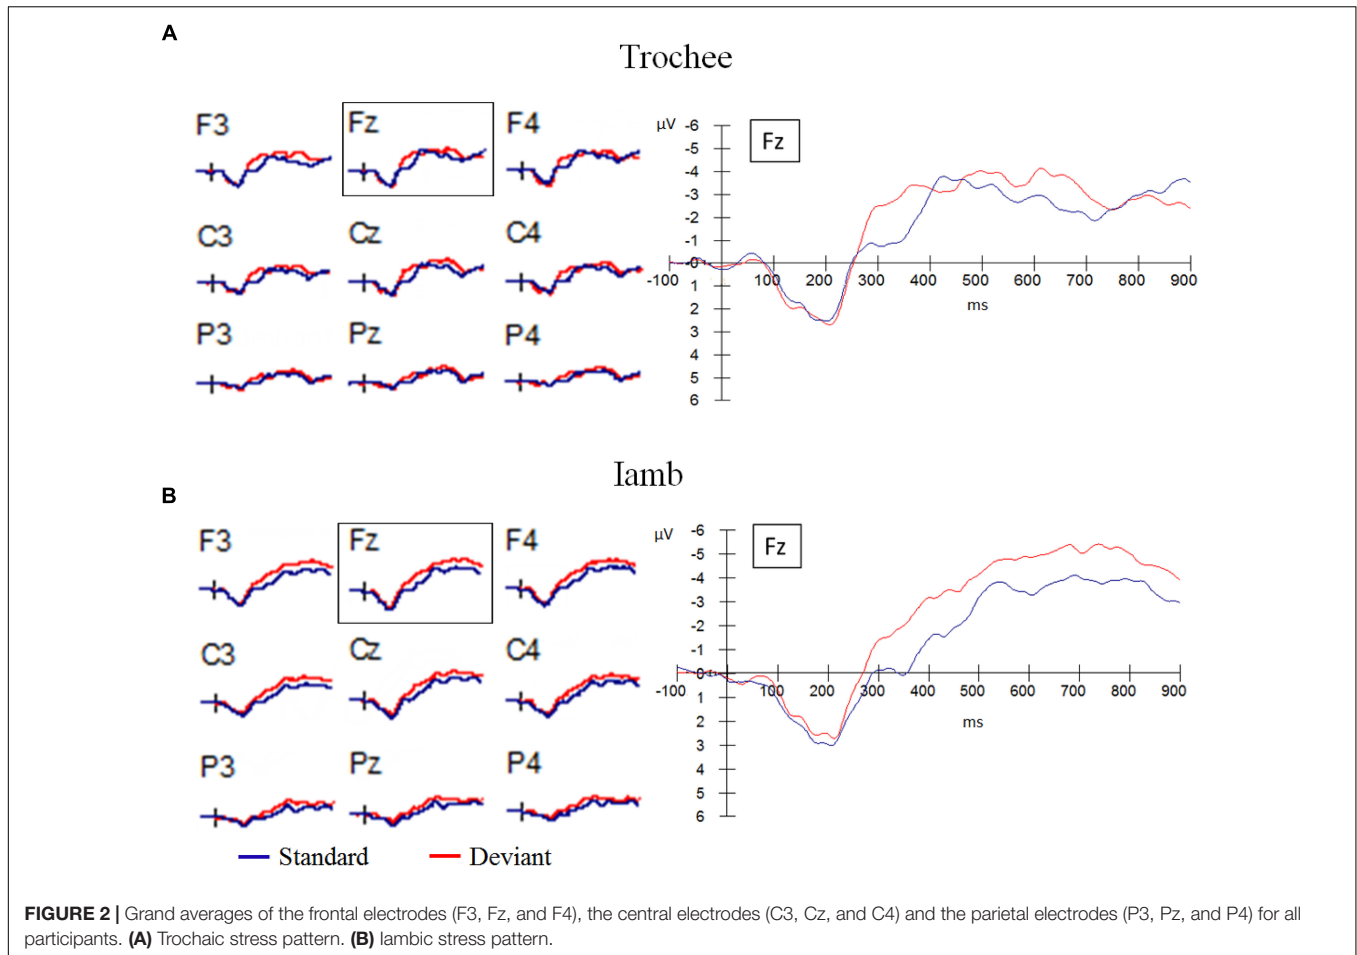 A
Trochee
F3
Fz
F4
C3
Cz
C4
P3
Pz
P4
µV
Fz
-6
-5
-4
-3
-2
-1
-0
1
2
3
4
5
6
-100 100 200 300 400 500 600 700 800 900
ms
Iamb
B
F3
Fz
F4
C3
Cz
C4
P3
Pz
P4
µV
Fz
-6
-5
-4
-3
-2
-1
0
1
2
3
4
5
6
-100 100 200 300 400 500 600 700 800 900
ms
Standard Deviant
FIGURE 2 | Grand averages of the frontal electrodes (F3, Fz, and F4), the central electrodes (C3, Cz, and C4) and the parietal electrodes (P3, Pz, and P4) for all
participants. (A) Trochaic stress pattern. (B) Iambic stress pattern.